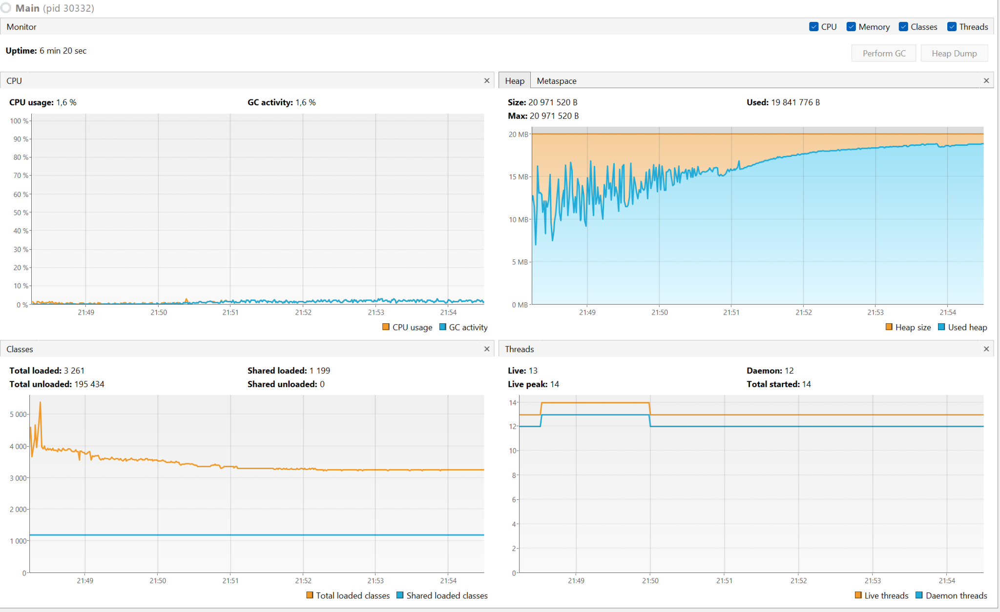 Main (pid 30332)
Monitor
CPU Memory Classes Threads
Uptime: 6 min 20 sec
Perform GC Heap Dump
CPU
CPU usage: 1,6 % GC activity: 1,6 %
100 %
90 %
80 %
70 %
60 %
50 %
40 %
30 %
20 %
10 %
0 %
21:49 21:50 21:51 21:52 21:53 21:54
CPU usage GC activity
Heap Metaspace
Size: 20 971 520 B Used: 19 841 776 B
Max: 20 971 520 B
20 MB
15 MB
10 MB
5 MB
0 MB
21:49 21:50 21:51 21:52 21:53 21:54
Heap size Used heap
Classes
Total loaded: 3 261 Shared loaded: 1 199
Total unloaded: 195 434 Shared unloaded: 0
5 000
4 000
3 000
2 000
1 000
0
21:49 21:50 21:51 21:52 21:53 21:54
Total loaded classes Shared loaded classes
Threads
Live: 13 Daemon: 12
Live peak: 14 Total started: 14
14
12
10
8
6
4
2
0
21:49 21:50 21:51 21:52 21:53 21:54
Live threads Daemon threads